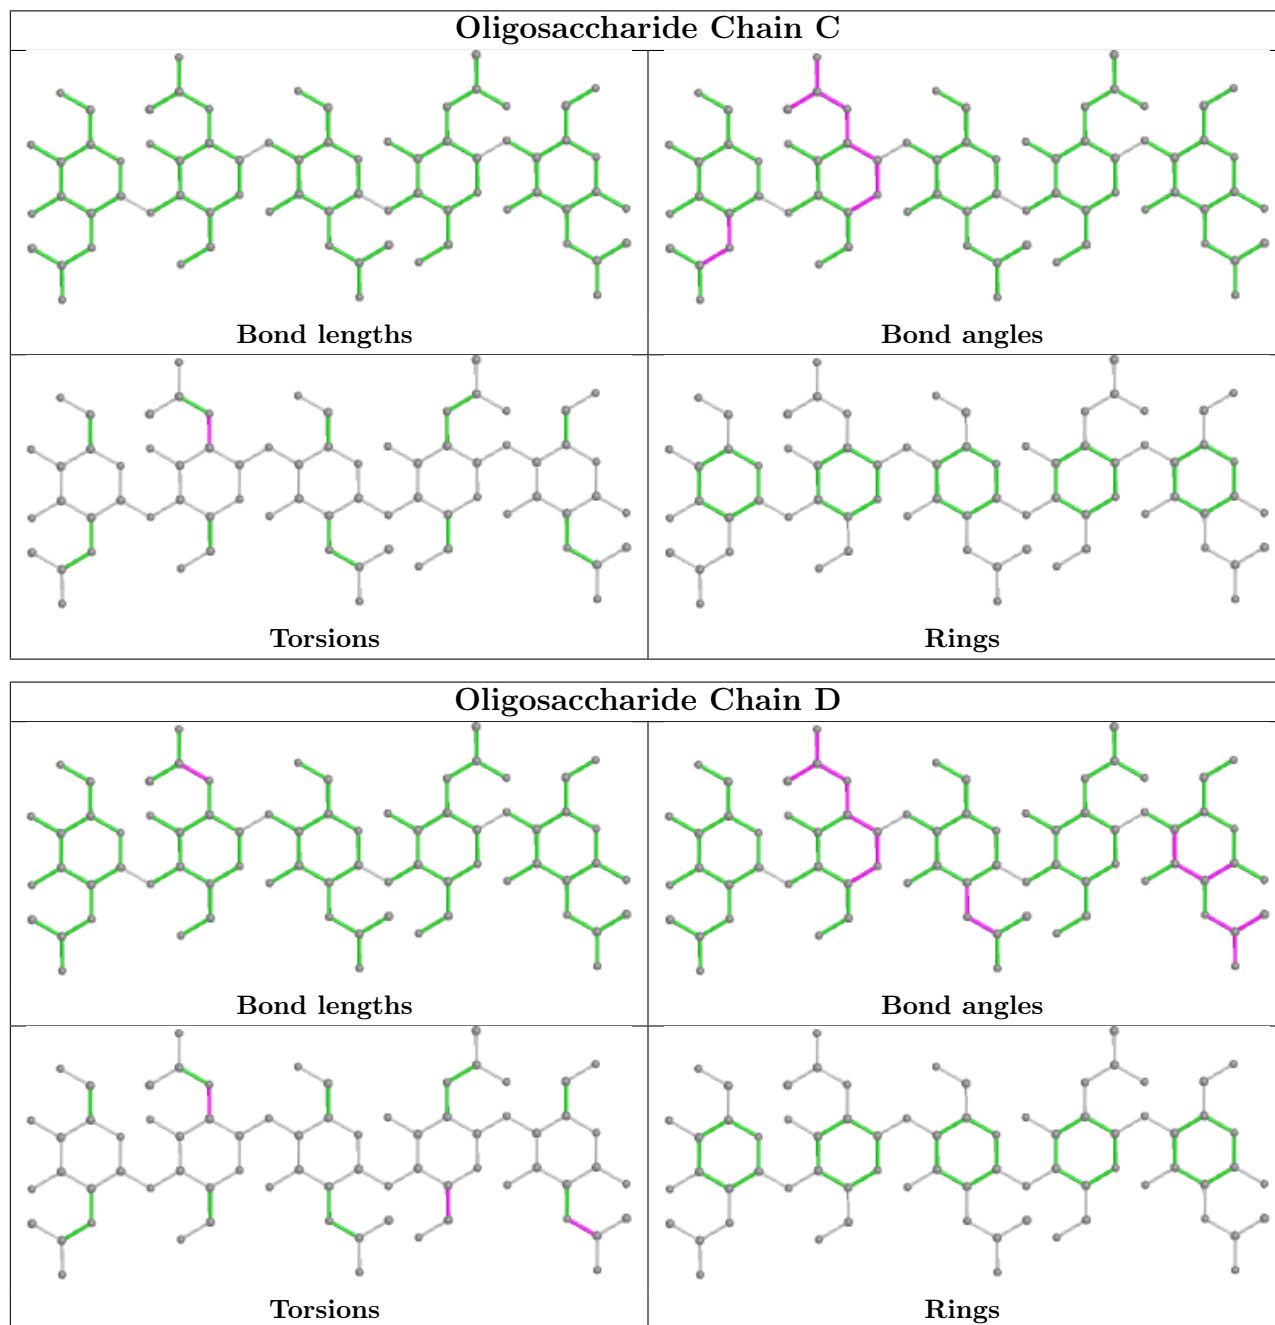 Oligosaccharide Chain C
Bond lengths
Bond angles
Torsions
Rings
Oligosaccharide Chain D
Bond lengths
Bond angles
Torsions
Rings